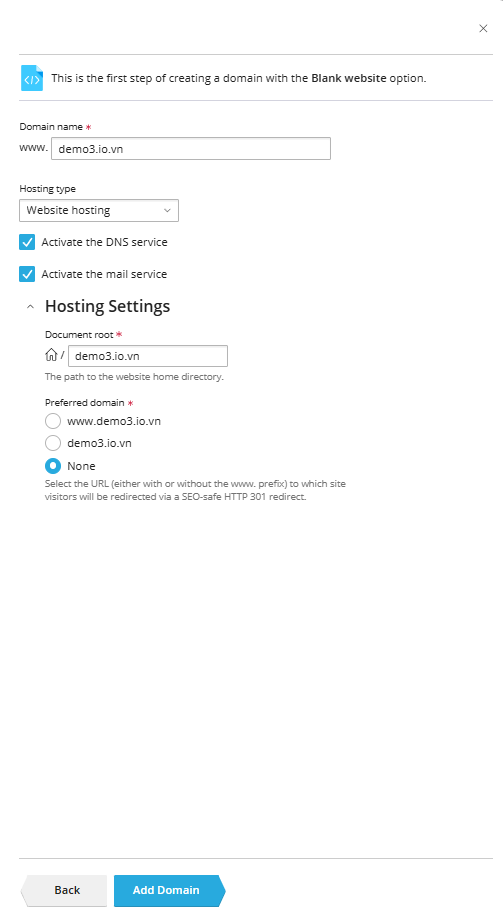 This is the first step of creating a domain with the Blank website option.
Domain name *
www. demo3.io.vn
Hosting type
Website hosting
Activate the DNS service
Activate the mail service
Hosting Settings
Document root *
/ demo3.io.vn
The path to the website home directory.
Preferred domain *
www.demo3.io.vn
demo3.io.vn
None
Select the URL (either with or without the www. prefix) to which site
visitors will be redirected via a SEO-safe HTTP 301 redirect.
Back
Add Domain